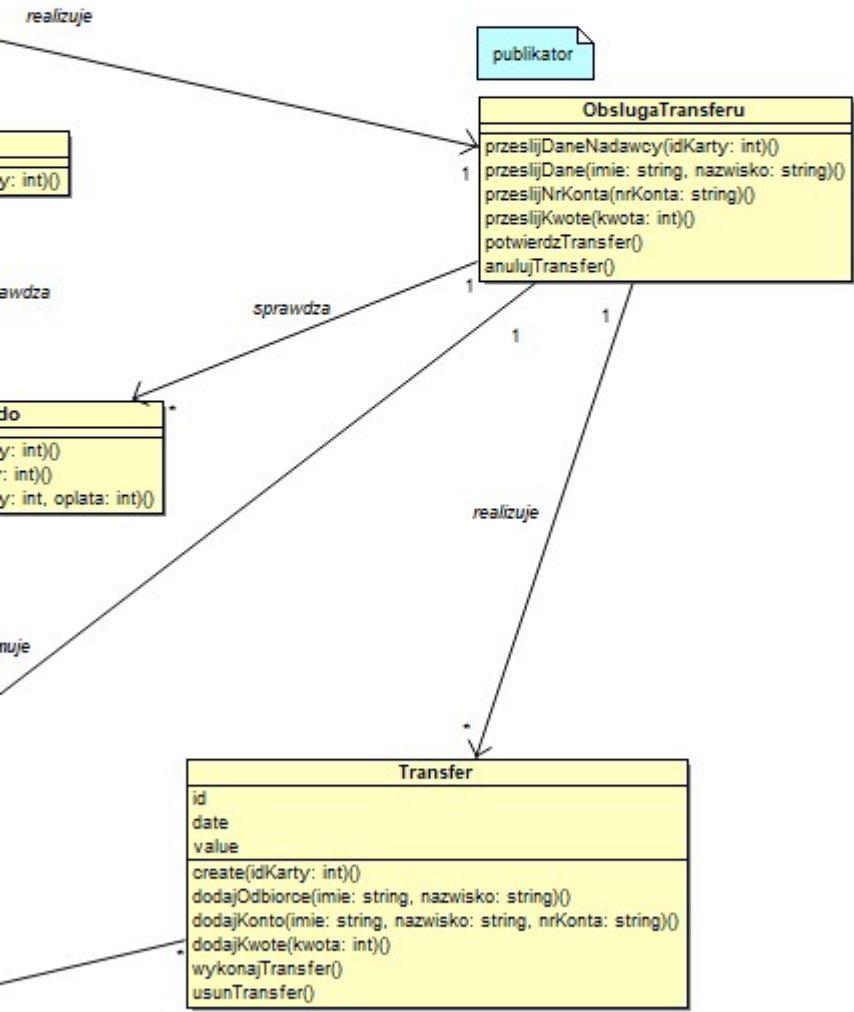 realizuje
publikator
ObslugaTransferu
przeslijDaneNadawcy(idKarty: int)()
przeslijDane(imie: string, nazwisko: string)()
przeslijNrKonta(nrKonta: string)()
przeslijKwote(kwota: int)()
potwierdzTransfer()
anulujTransfer()
1
y: int)()
awdza
sprawdza
1
1
1
*
do
y: int)()
: int)()
y: int, oplata: int)()
realizuje
muje
*
Transfer
id
date
value
create(idKarty: int)()
dodajOdbiorce(imie: string, nazwisko: string)()
dodajKonto(imie: string, nazwisko: string, nrKonta: string)()
dodajKwote(kwota: int)()
wykonajTransfer()
usunTransfer()
*